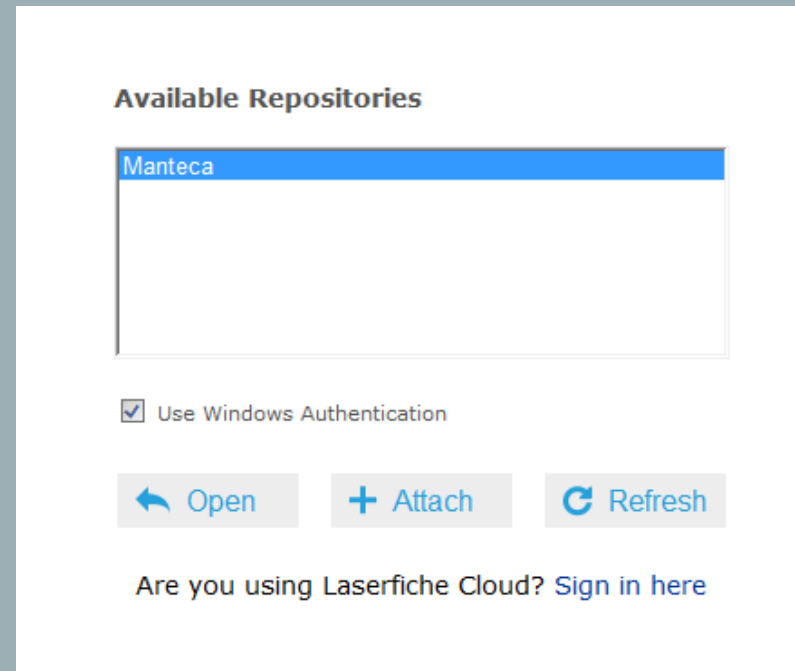 Available Repositories
Manteca
Use Windows Authentication
Open Attach Refresh
Are you using Laserfiche Cloud? Sign in here